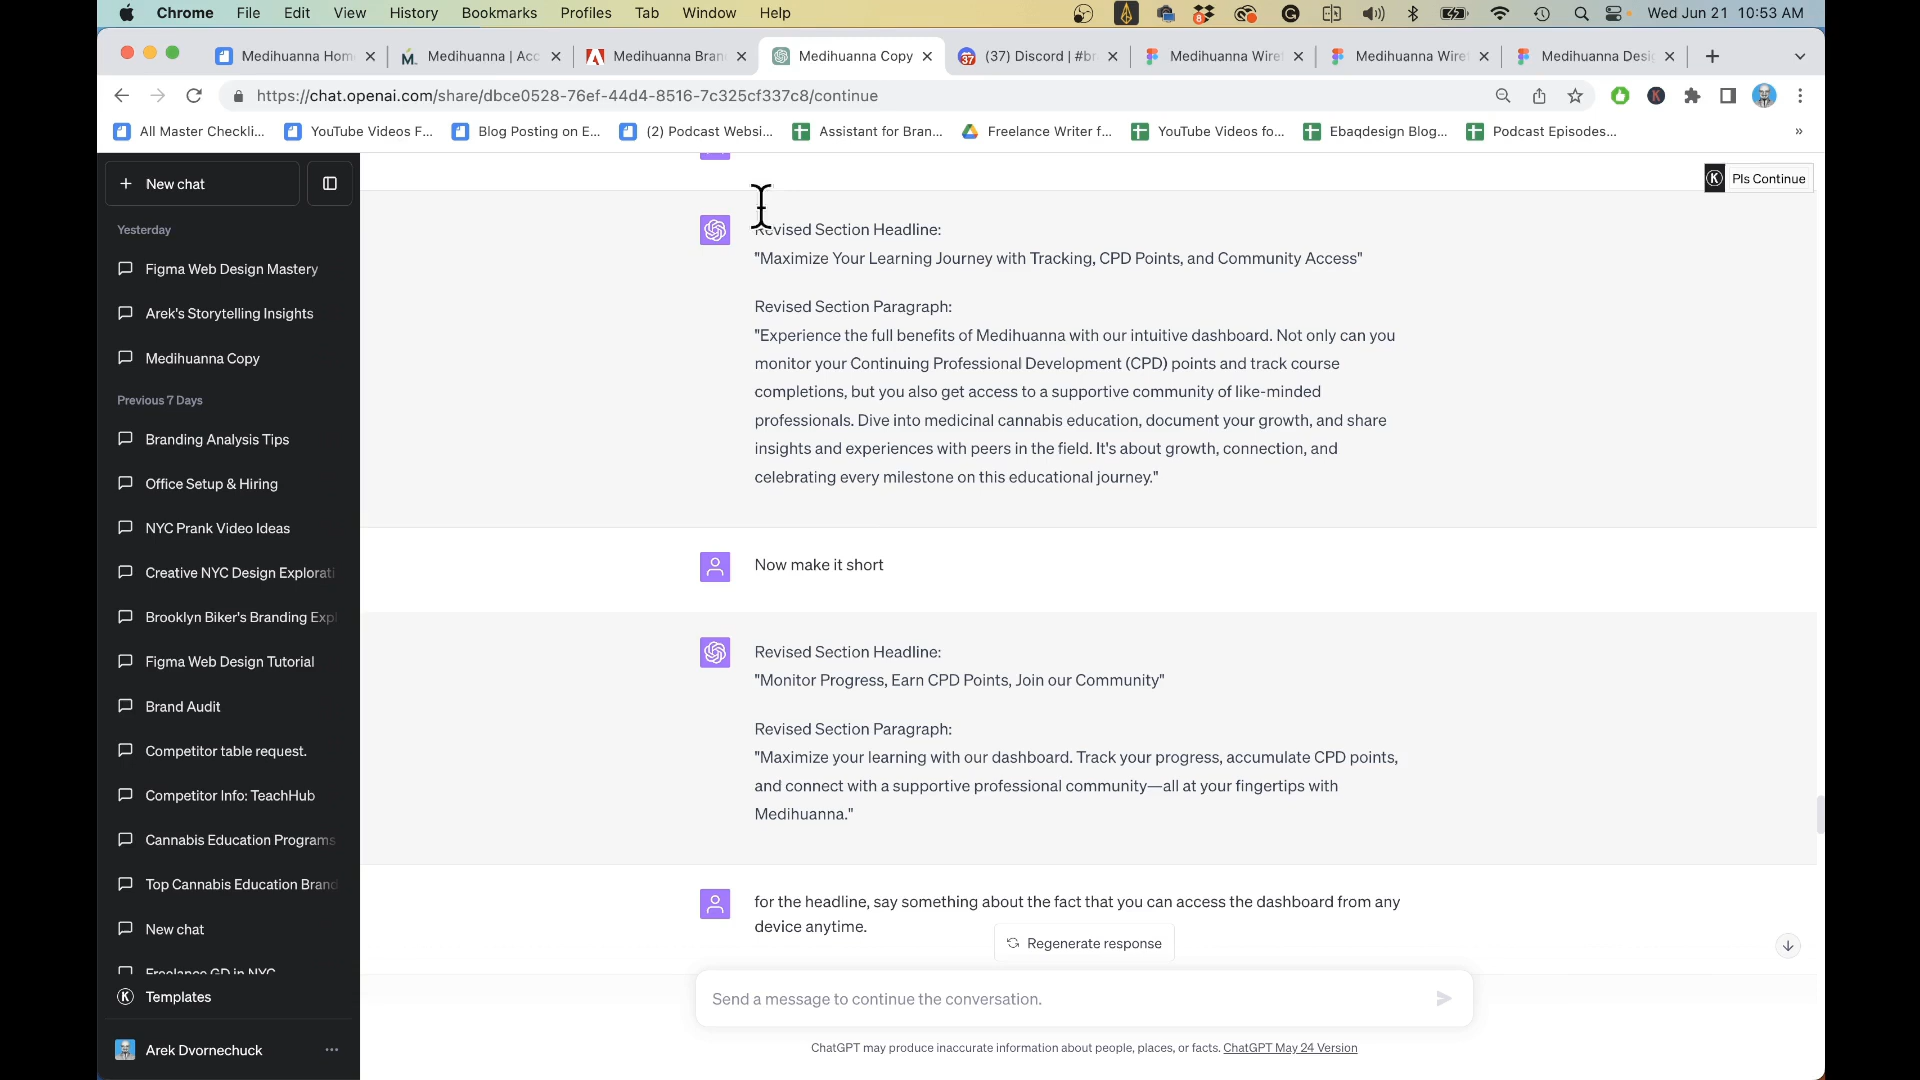 Chrome File Edit View History Bookmarks Profiles Tab Window Help 8 Wed Jun 21 10:53 AM
Medihuanna Hom M. Medihuanna | Acc Medihuanna Bran Medihuanna Copy 37 (37) Discord | #br Medihuanna Wire Medihuanna Wire Medihuanna Desi
https://chat.openai.com/share/dbce0528-76ef-44d4-8516-7c325cf337c8/continue
All Master Checkli... YouTube Videos F... Blog Posting on E... (2) Podcast Websi... Assistant for Bran... Freelance Writer f... YouTube Videos fo... Ebaqdesign Blog... Podcast Episodes... »
+ New chat
K Pls Continue
Yesterday
Figma Web Design Mastery
Arek's Storytelling Insights
Medihuanna Copy
Previous 7 Days
Branding Analysis Tips
Office Setup & Hiring
NYC Prank Video Ideas
Creative NYC Design Explorati
Brooklyn Biker's Branding Exp
Figma Web Design Tutorial
Brand Audit
Competitor table request.
Competitor Info: TeachHub
Cannabis Education Programs
Top Cannabis Education Brand
New chat
Freelance GD in NYC
K Templates
Arek Dvornechuck ...
Revised Section Headline:
"Maximize Your Learning Journey with Tracking, CPD Points, and Community Access"
Revised Section Paragraph:
"Experience the full benefits of Medihuanna with our intuitive dashboard. Not only can you
monitor your Continuing Professional Development (CPD) points and track course
completions, but you also get access to a supportive community of like-minded
professionals. Dive into medicinal cannabis education, document your growth, and share
insights and experiences with peers in the field. It's about growth, connection, and
celebrating every milestone on this educational journey."
Now make it short
Revised Section Headline:
"Monitor Progress, Earn CPD Points, Join our Community"
Revised Section Paragraph:
"Maximize your learning with our dashboard. Track your progress, accumulate CPD points,
and connect with a supportive professional community—all at your fingertips with
Medihuanna."
for the headline, say something about the fact that you can access the dashboard from any
device anytime.
Regenerate response
Send a message to continue the conversation.
ChatGPT may produce inaccurate information about people, places, or facts. ChatGPT May 24 Version